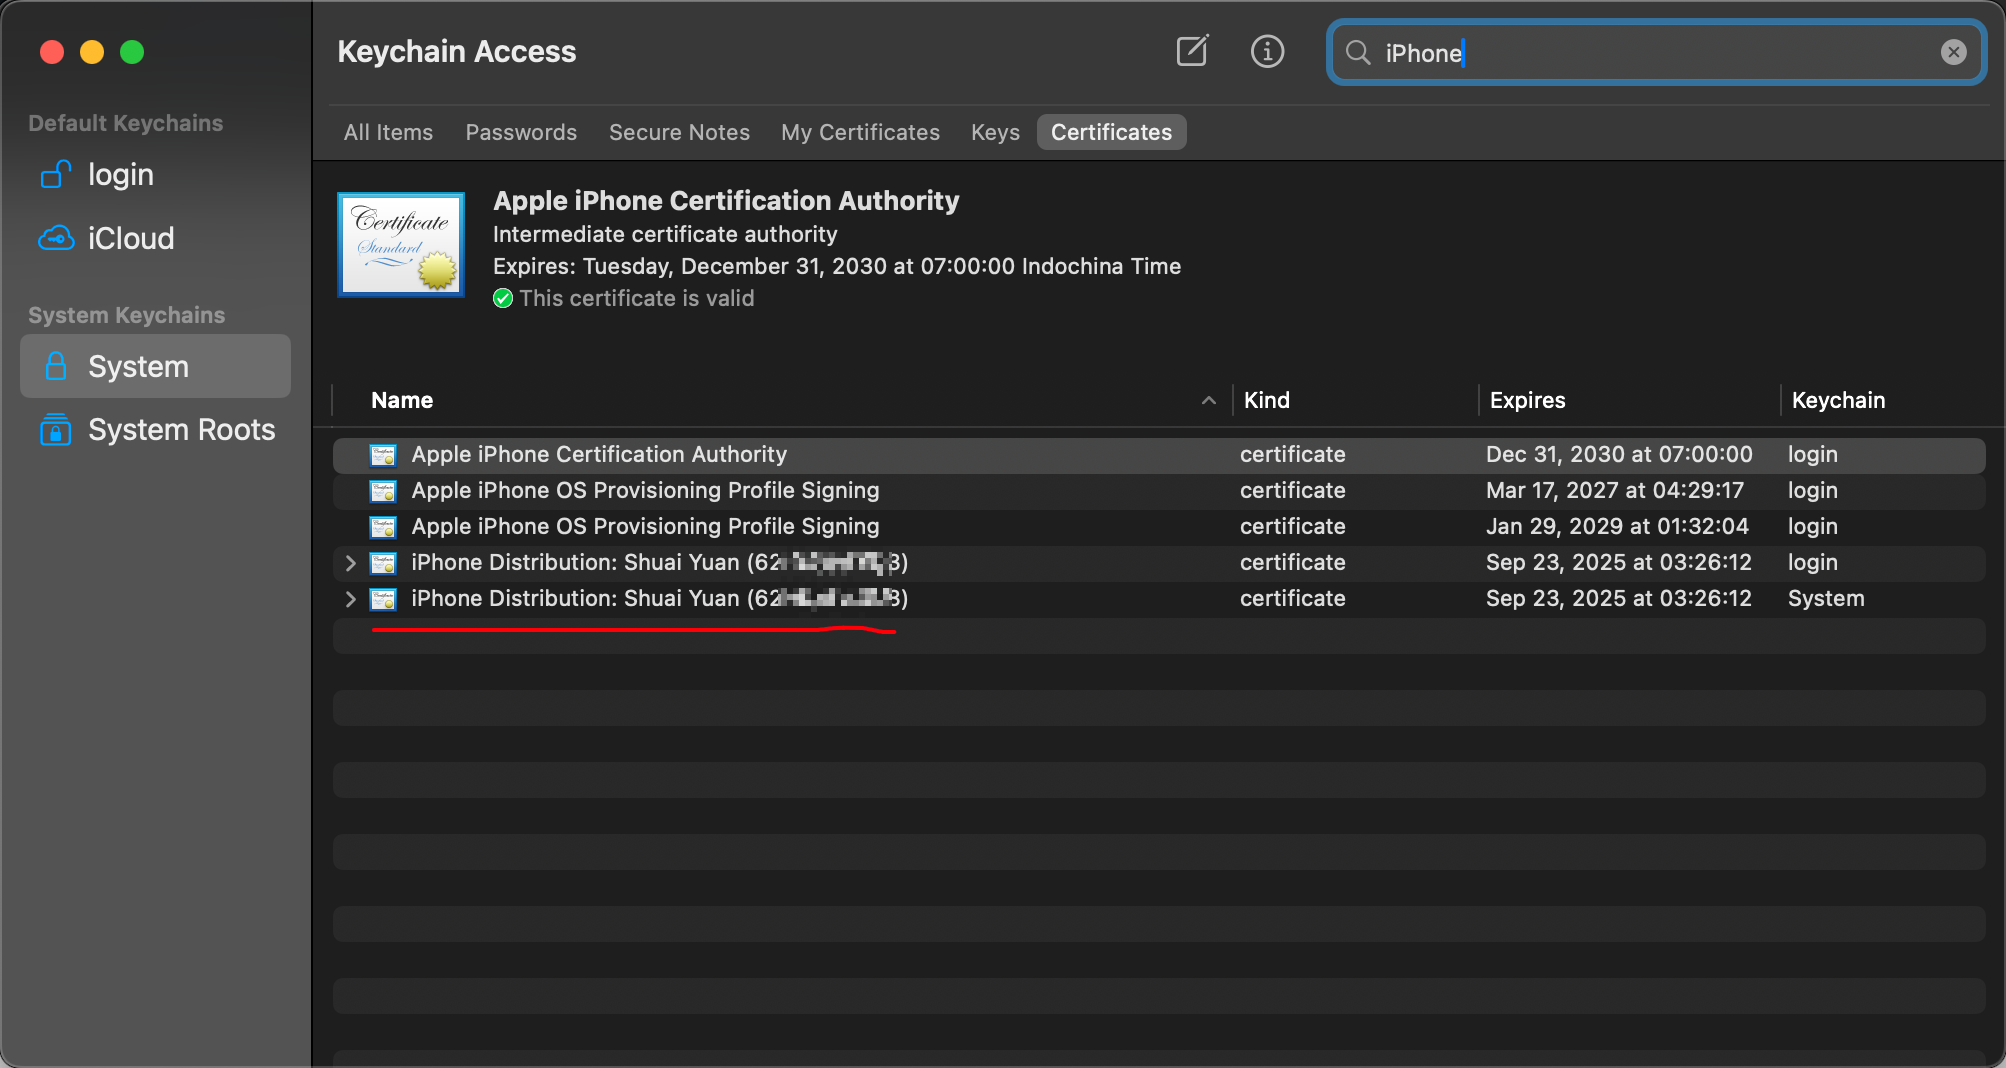 Keychain Access
iPhone
Default Keychains
login
iCloud
System Keychains
System
System Roots
All Items Passwords Secure Notes My Certificates Keys Certificates
Certificate
Standard
Apple iPhone Certification Authority
Intermediate certificate authority
Expires: Tuesday, December 31, 2030 at 07:00:00 Indochina Time
This certificate is valid
Name Kind Expires Keychain
Apple iPhone Certification Authority certificate Dec 31, 2030 at 07:00:00 login
Apple iPhone OS Provisioning Profile Signing certificate Mar 17, 2027 at 04:29:17 login
Apple iPhone OS Provisioning Profile Signing certificate Jan 29, 2029 at 01:32:04 login
iPhone Distribution: Shuai Yuan certificate Sep 23, 2025 at 03:26:12 login
iPhone Distribution: Shuai Yuan certificate Sep 23, 2025 at 03:26:12 System